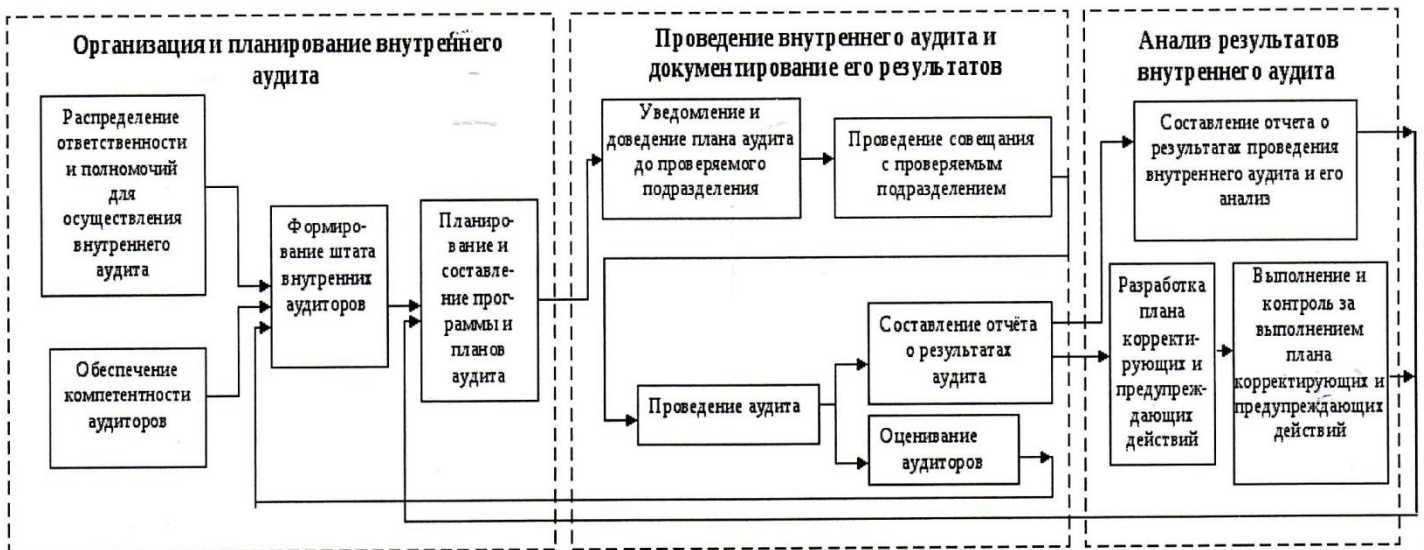 Организация и планирование внутреннего
аудита
Распределение
ответственности
и полномочий
для
осуществления
внутреннего
аудита
Обеспечение
компетентности
аудиторов
Формиро-
вание штата
внутренних
аудиторов
Планиро-
вание и
составле-
ние прог-
раммы и
планов
аудита
Проведение внутреннего аудита и
документирование его результатов
Уведомление и
доведение плана аудита
до проверяемого
подразделения
Проведение совещания
с проверяемым
подразделением
Проведение аудита
Составление отчёта
о результатах
аудита
Оценивание
аудиторов
Анализ результатов
внутреннего аудита
Составление отчета о
результатах проведения
внутреннего аудита и его
анализ
Разработка
плана
корректи-
рующих и
предупреж-
дающих
действий
Выполнение и
контроль за
выполнением
плана
корректирующих и
предупреждающих
действий